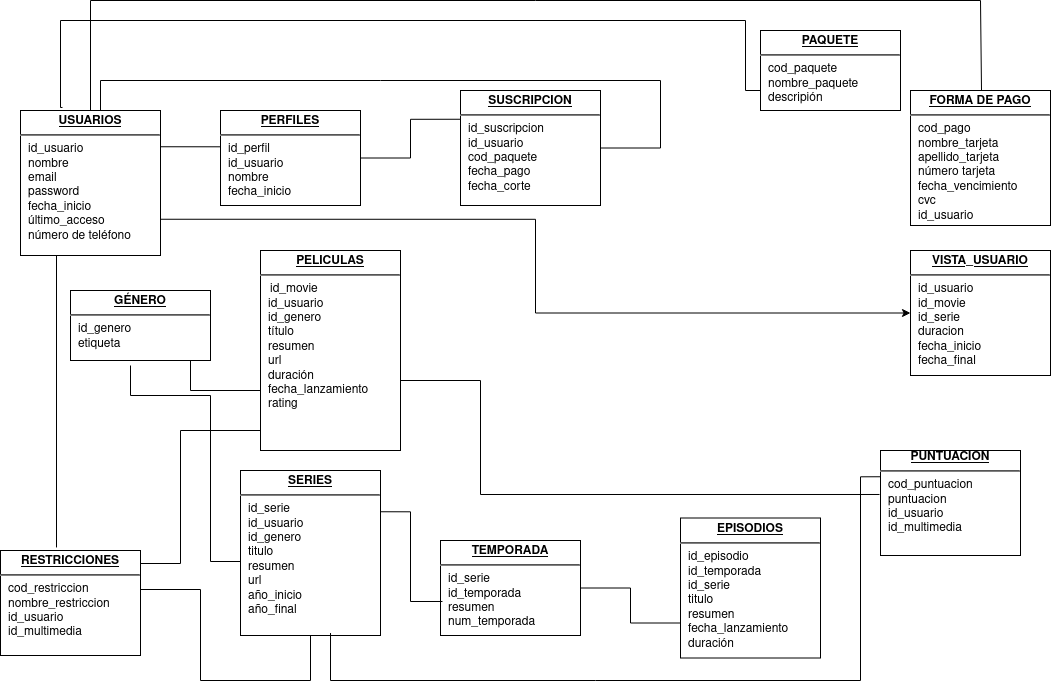 PAQUETE
cod_paquete
nombre_paquete
descripión
FORMA DE PAGO
cod_pago
nombre_tarjeta
apellido_tarjeta
número tarjeta
fecha_vencimiento
cvc
id_usuario
USUARIOS
id_usuario
nombre
email
password
fecha_inicio
último_acceso
número de teléfono
PERFILES
id_perfil
id_usuario
nombre
fecha_inicio
SUSCRIPCION
id_suscripcion
id_usuario
cod_paquete
fecha_pago
fecha_corte
PELICULAS
id_movie
id_usuario
id_genero
título
resumen
url
duración
fecha_lanzamiento
rating
VISTA_USUARIO
id_usuario
id_movie
id_serie
duracion
fecha_inicio
fecha_final
GÉNERO
id_genero
etiqueta
PUNTUACION
cod_puntuacion
puntuacion
id_usuario
id_multimedia
SERIES
id_serie
id_usuario
id_genero
titulo
resumen
url
año_inicio
año_final
RESTRICCIONES
cod_restriccion
nombre_restriccion
id_usuario
id_multimedia
TEMPORADA
id_serie
id_temporada
resumen
num_temporada
EPISODIOS
id_episodio
id_temporada
id_serie
titulo
resumen
fecha_lanzamiento
duración